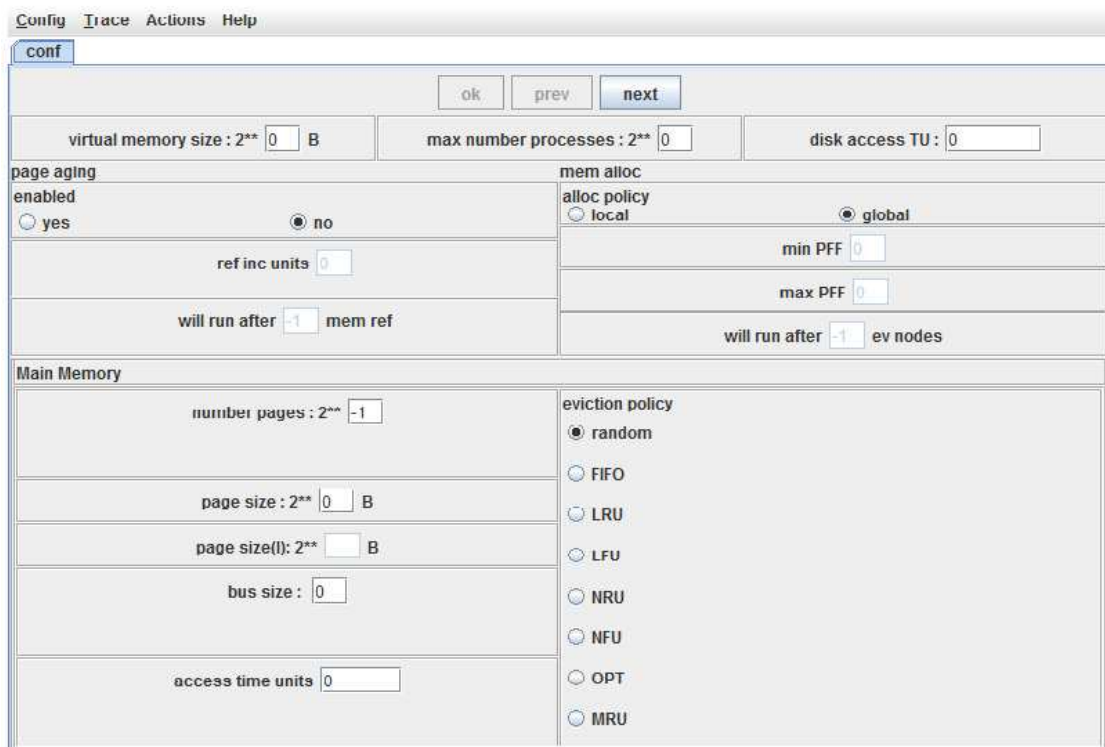 Config Trace Actions Help
conf
ok prev next
virtual memory size : 2** 0 B max number processes : 2** 0 disk access TU : 0
page aging mem alloc
enabled alloc policy
yes no local global
ref inc units 0 min PFF 0
max PFF 0
will run after -1 mem ref will run after -1 ev nodes
Main Memory
number pages : 2** -1 eviction policy
random
FIFO
page size : 2** 0 B LRU
page size(I): 2** B LFU
bus size : 0 NRU
NFU
access time units 0 OPT
MRU